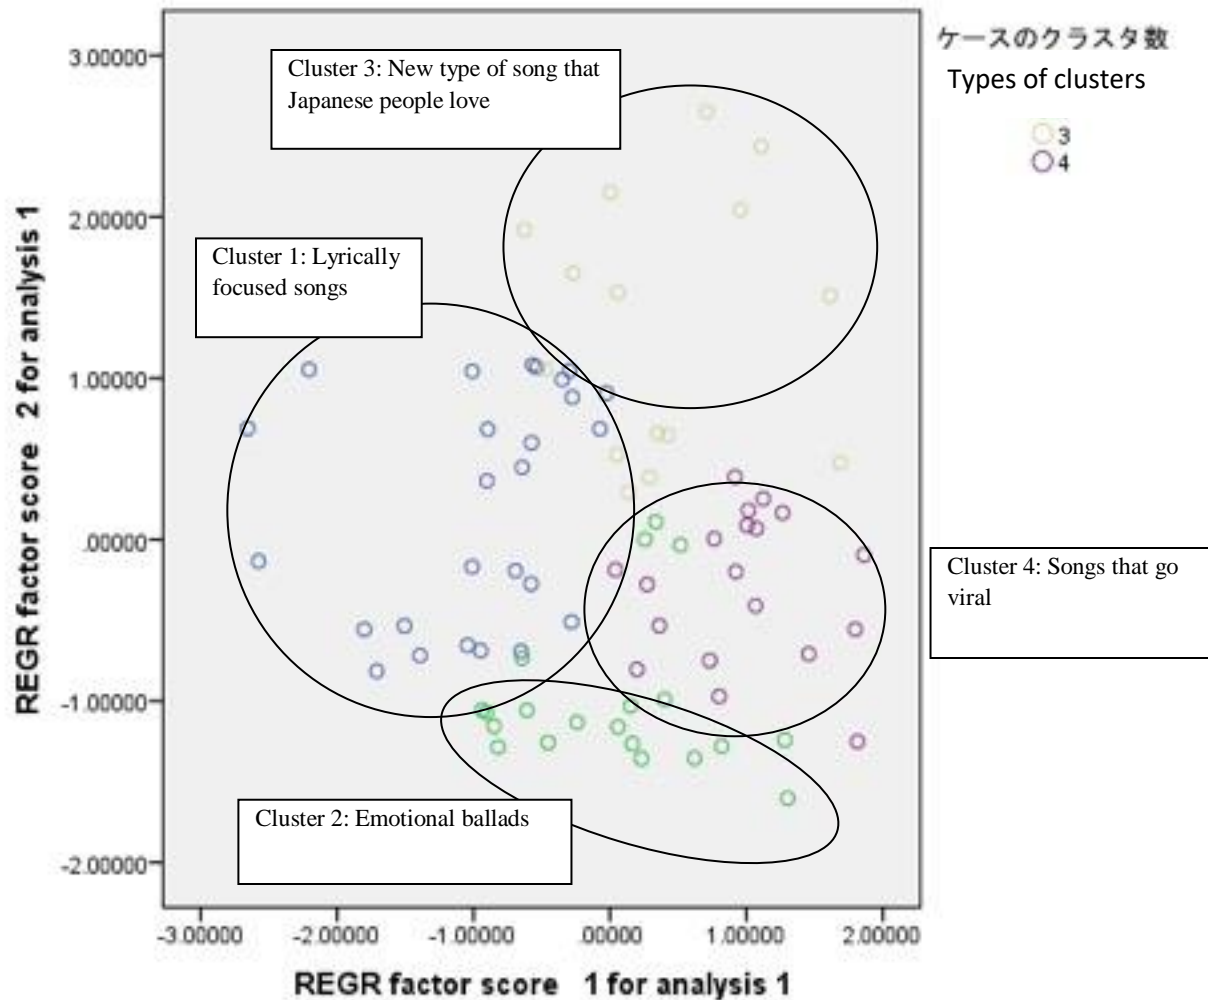 ケースのクラスタ数
Types of clusters
3
4
Cluster 3: New type of song that
Japanese people love
Cluster 1: Lyrically
focused songs
Cluster 4: Songs that go
viral
Cluster 2: Emotional ballads
REGR factor score 2 for analysis 1
3.00000
2.00000
1.00000
.00000
-1.00000
-2.00000
-3.00000 -2.00000 -1.00000 .00000 1.00000 2.00000
REGR factor score 1 for analysis 1